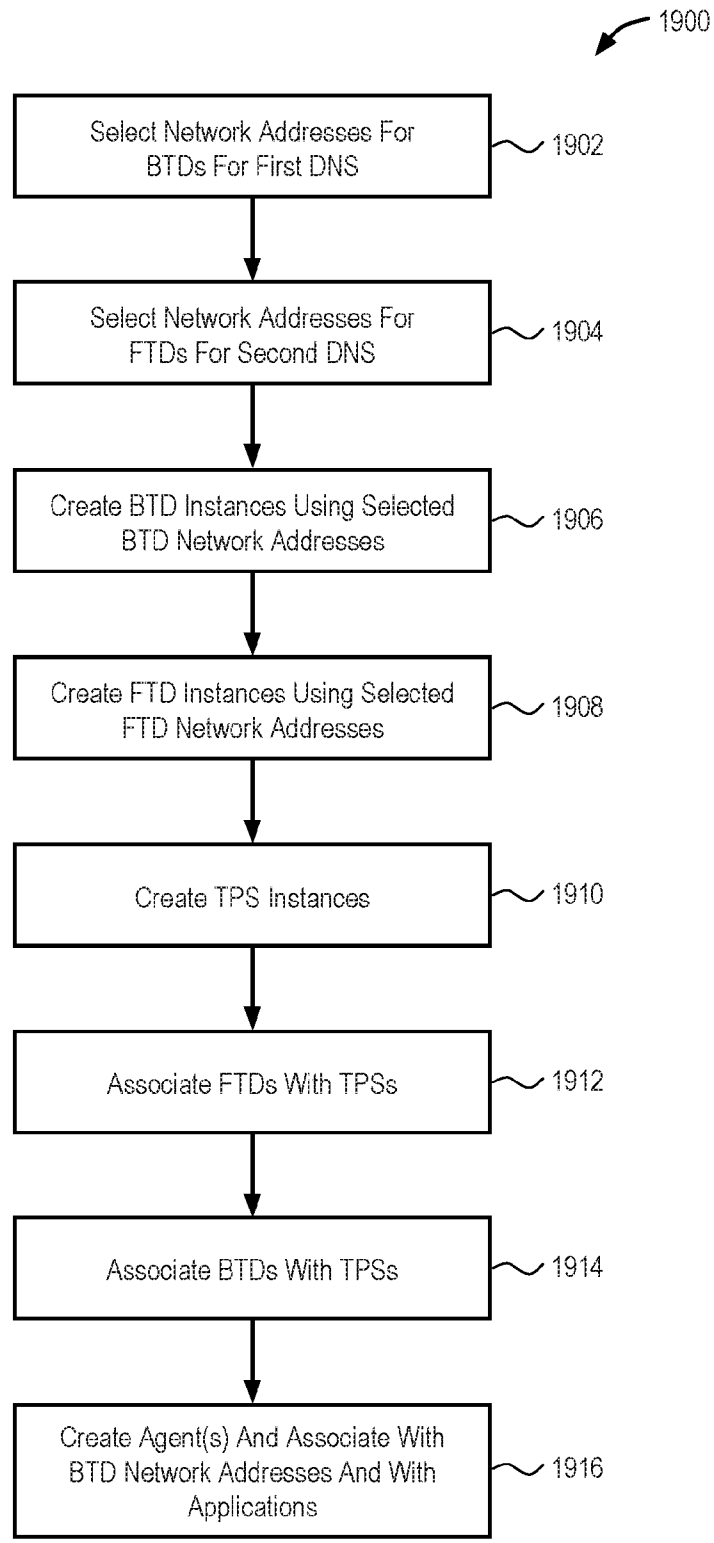 1900
Select Network Addresses For
BTDs For First DNS
1902
Select Network Addresses For
FTDs For Second DNS
1904
Create BTD Instances Using Selected
BTD Network Addresses
1906
Create FTD Instances Using Selected
FTD Network Addresses
1908
Create TPS Instances
1910
Associate FTDs With TPSs
1912
Associate BTDs With TPSs
1914
Create Agent(s) And Associate With
BTD Network Addresses And With
Applications
1916